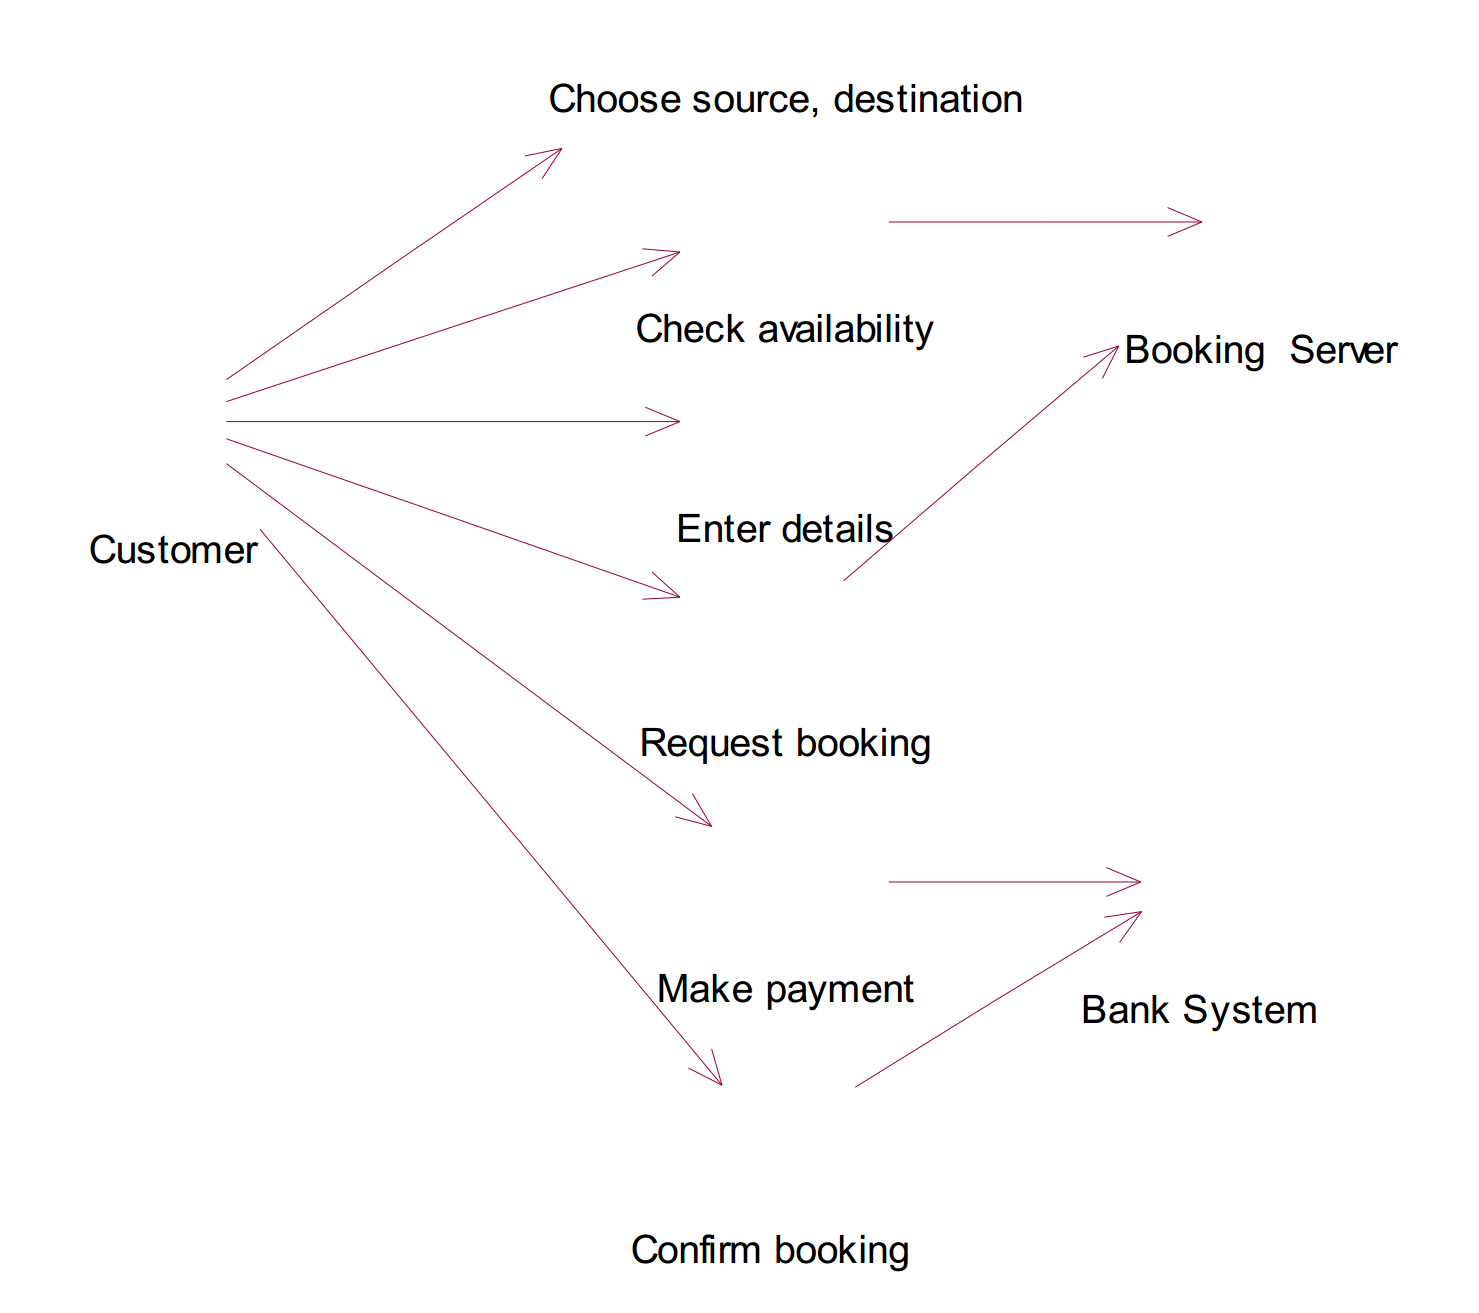 Choose source, destination
Check availability
Booking  Server
Enter details
Customer
Request booking
Make payment
Bank System
Confirm booking